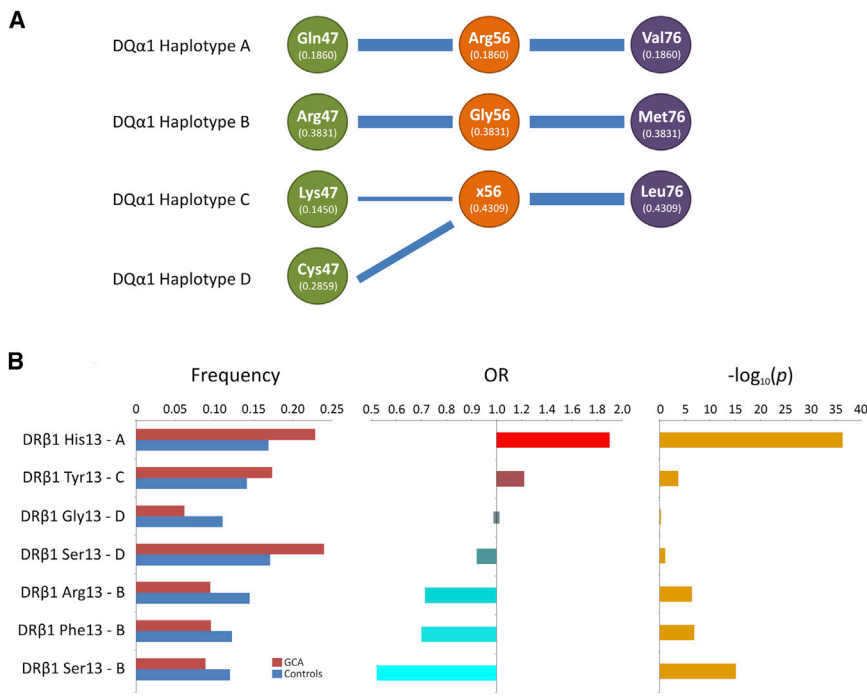 A
DQα1 Haplotype A
Gln47
(0.1860)
Arg56
(0.1860)
Val76
(0.1860)
DQα1 Haplotype B
Arg47
(0.3831)
Gly56
(0.3831)
Met76
(0.3831)
DQα1 Haplotype C
Lys47
(0.1450)
x56
(0.4309)
Leu76
(0.4309)
DQα1 Haplotype D
Cys47
(0.2859)
B
Frequency
OR
-log₁₀(p)
0 0.05 0.10 0.15 0.20 0.25
0.5 0.6 0.7 0.8 0.9 1.0 1.2 1.4 1.6 1.8 2.0
0 5 10 15 20 25 30 35 40
DRβ1 His13 - A
DRβ1 Tyr13 - C
DRβ1 Gly13 - D
DRβ1 Ser13 - D
DRβ1 Arg13 - B
DRβ1 Phe13 - B
DRβ1 Ser13 - B
GCA
Controls